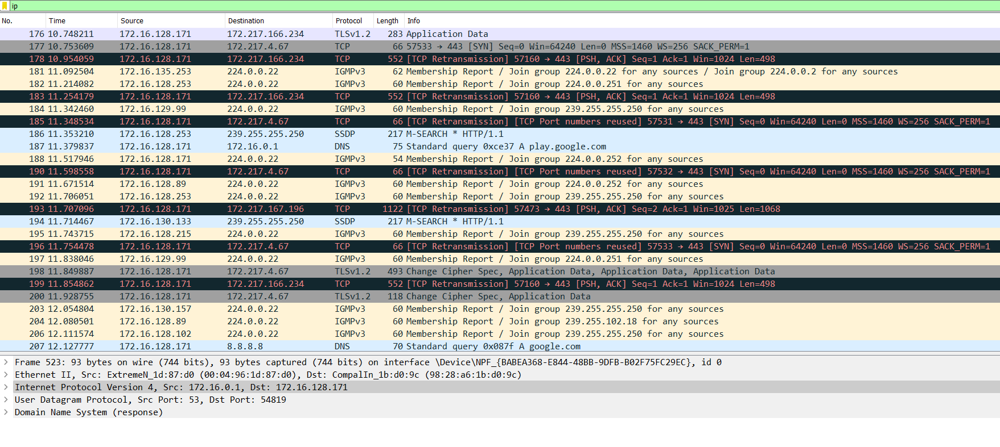 ip
No. Time Source Destination Protocol Length Info
176 10.748211 172.16.128.171 172.217.166.234 TLSv1.2 283 Application Data
177 10.753609 172.16.128.171 172.217.4.67 TCP 66 57533 → 443 [SYN] Seq=0 Win=64240 Len=0 MSS=1460 WS=256 SACK_PERM=1
178 10.954059 172.16.128.171 172.217.166.234 TCP 552 [TCP Retransmission] 57160 → 443 [PSH, ACK] Seq=1 Ack=1 Win=1024 Len=498
181 11.092504 172.16.135.253 224.0.0.22 IGMPv3 62 Membership Report / Join group 224.0.0.22 for any sources / Join group 224.0.0.2 for any sources
182 11.214082 172.16.128.253 224.0.0.22 IGMPv3 60 Membership Report / Join group 224.0.0.251 for any sources
183 11.254179 172.16.128.171 172.217.166.234 TCP 552 [TCP Retransmission] 57160 → 443 [PSH, ACK] Seq=1 Ack=1 Win=1024 Len=498
184 11.342460 172.16.129.99 224.0.0.22 IGMPv3 60 Membership Report / Join group 239.255.255.250 for any sources
185 11.348534 172.16.128.171 172.217.4.67 TCP 66 [TCP Retransmission] [TCP Port numbers reused] 57531 → 443 [SYN] Seq=0 Win=64240 Len=0 MSS=1460 WS=256 SACK_PERM=1
186 11.353210 172.16.128.253 239.255.255.250 SSDP 217 M-SEARCH * HTTP/1.1
187 11.379837 172.16.128.171 172.16.0.1 DNS 75 Standard query 0xce37 A play.google.com
188 11.517946 172.16.128.171 224.0.0.22 IGMPv3 54 Membership Report / Join group 224.0.0.252 for any sources
190 11.598558 172.16.128.171 172.217.4.67 TCP 66 [TCP Retransmission] [TCP Port numbers reused] 57532 → 443 [SYN] Seq=0 Win=64240 Len=0 MSS=1460 WS=256 SACK_PERM=1
191 11.671514 172.16.128.89 224.0.0.22 IGMPv3 60 Membership Report / Join group 224.0.0.252 for any sources
192 11.706051 172.16.128.253 224.0.0.22 IGMPv3 60 Membership Report / Join group 239.255.255.250 for any sources
193 11.707096 172.16.128.171 172.217.167.196 TCP 1122 [TCP Retransmission] 57473 → 443 [PSH, ACK] Seq=2 Ack=1 Win=1025 Len=1068
194 11.714467 172.16.130.133 239.255.255.250 SSDP 217 M-SEARCH * HTTP/1.1
195 11.743715 172.16.128.215 224.0.0.22 IGMPv3 60 Membership Report / Join group 239.255.255.250 for any sources
196 11.754478 172.16.128.171 172.217.4.67 TCP 66 [TCP Retransmission] [TCP Port numbers reused] 57533 → 443 [SYN] Seq=0 Win=64240 Len=0 MSS=1460 WS=256 SACK_PERM=1
197 11.838046 172.16.129.99 224.0.0.22 IGMPv3 60 Membership Report / Join group 224.0.0.251 for any sources
198 11.849887 172.16.128.171 172.217.4.67 TLSv1.2 493 Change Cipher Spec, Application Data, Application Data, Application Data
199 11.854862 172.16.128.171 172.217.166.234 TCP 552 [TCP Retransmission] 57160 → 443 [PSH, ACK] Seq=1 Ack=1 Win=1024 Len=498
200 11.928755 172.16.128.171 172.217.4.67 TLSv1.2 118 Change Cipher Spec, Application Data
203 12.054804 172.16.130.157 224.0.0.22 IGMPv3 60 Membership Report / Join group 239.255.255.250 for any sources
204 12.080501 172.16.128.89 224.0.0.22 IGMPv3 60 Membership Report / Join group 239.255.102.18 for any sources
206 12.111574 172.16.128.102 224.0.0.22 IGMPv3 60 Membership Report / Join group 239.255.255.250 for any sources
207 12.127777 172.16.128.171 8.8.8.8 DNS 70 Standard query 0x087f A google.com
Frame 523: 93 bytes on wire (744 bits), 93 bytes captured (744 bits) on interface \Device\NPF_{BABEA368-E844-48BB-9DFB-B02F75FC29EC}, id 0
Ethernet II, Src: ExtremeN_1d:87:d0 (00:04:96:1d:87:d0), Dst: CompalIn_1b:d0:9c (98:28:a6:1b:d0:9c)
Internet Protocol Version 4, Src: 172.16.0.1, Dst: 172.16.128.171
User Datagram Protocol, Src Port: 53, Dst Port: 54819
Domain Name System (response)